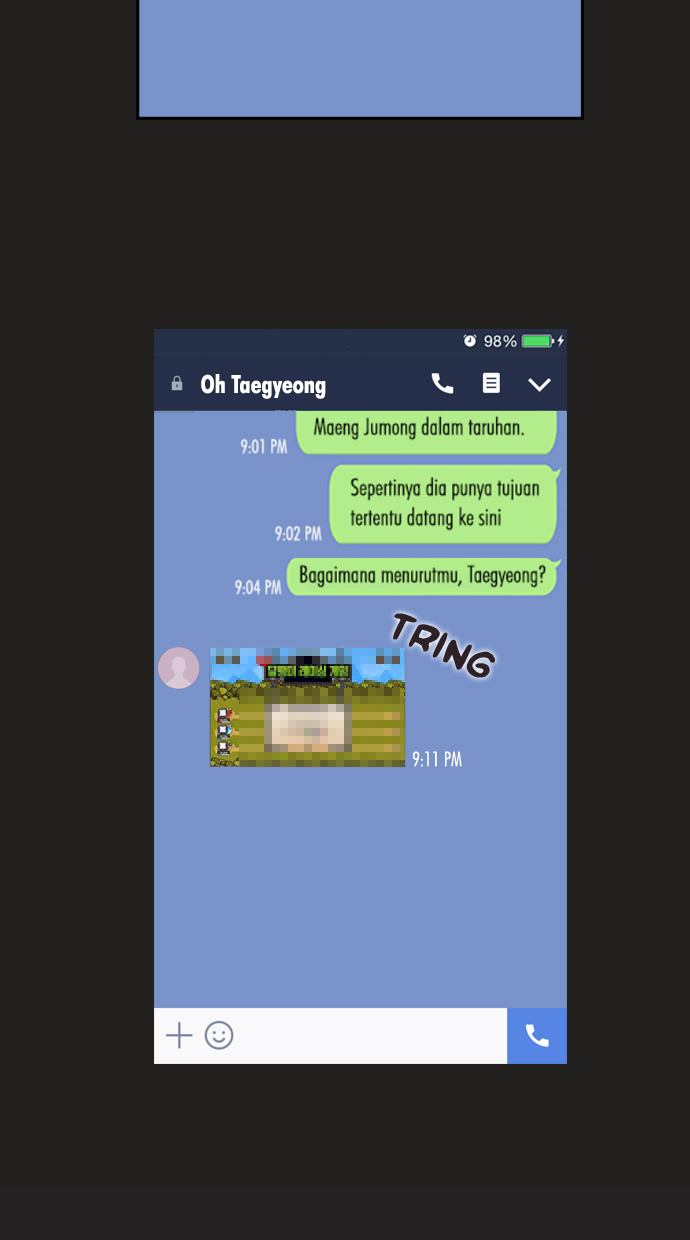 98%
Oh Taegyeong
Maeng Jumong dalam taruhan.
9:01 PM
Sepertinya dia punya tujuan
tertentu datang ke sini
9:02 PM
Bagaimana menurutmu, Taegyeong?
9:04 PM
TRING
9:11 PM